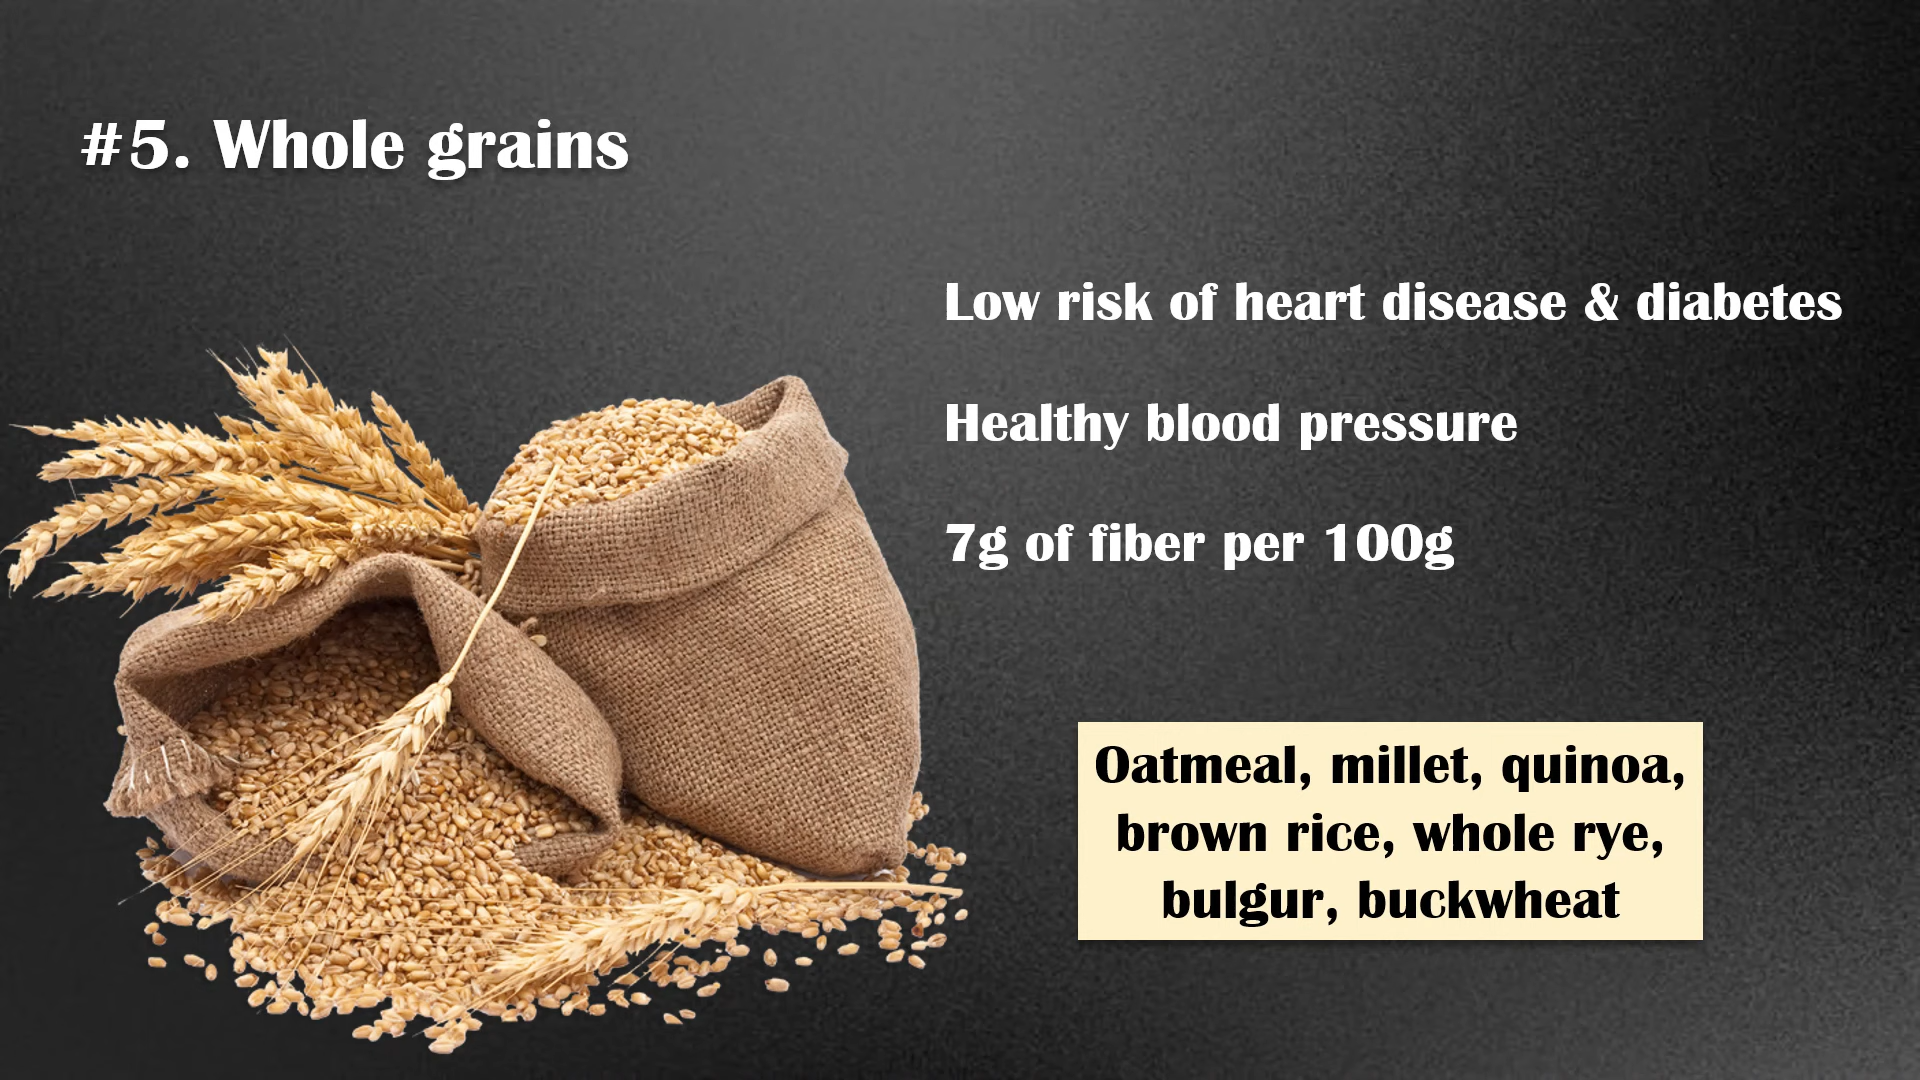 #5. Whole grains
Low risk of heart disease & diabetes
Healthy blood pressure
7g of fiber per 100g
Oatmeal, millet, quinoa,
brown rice, whole rye,
bulgur, buckwheat